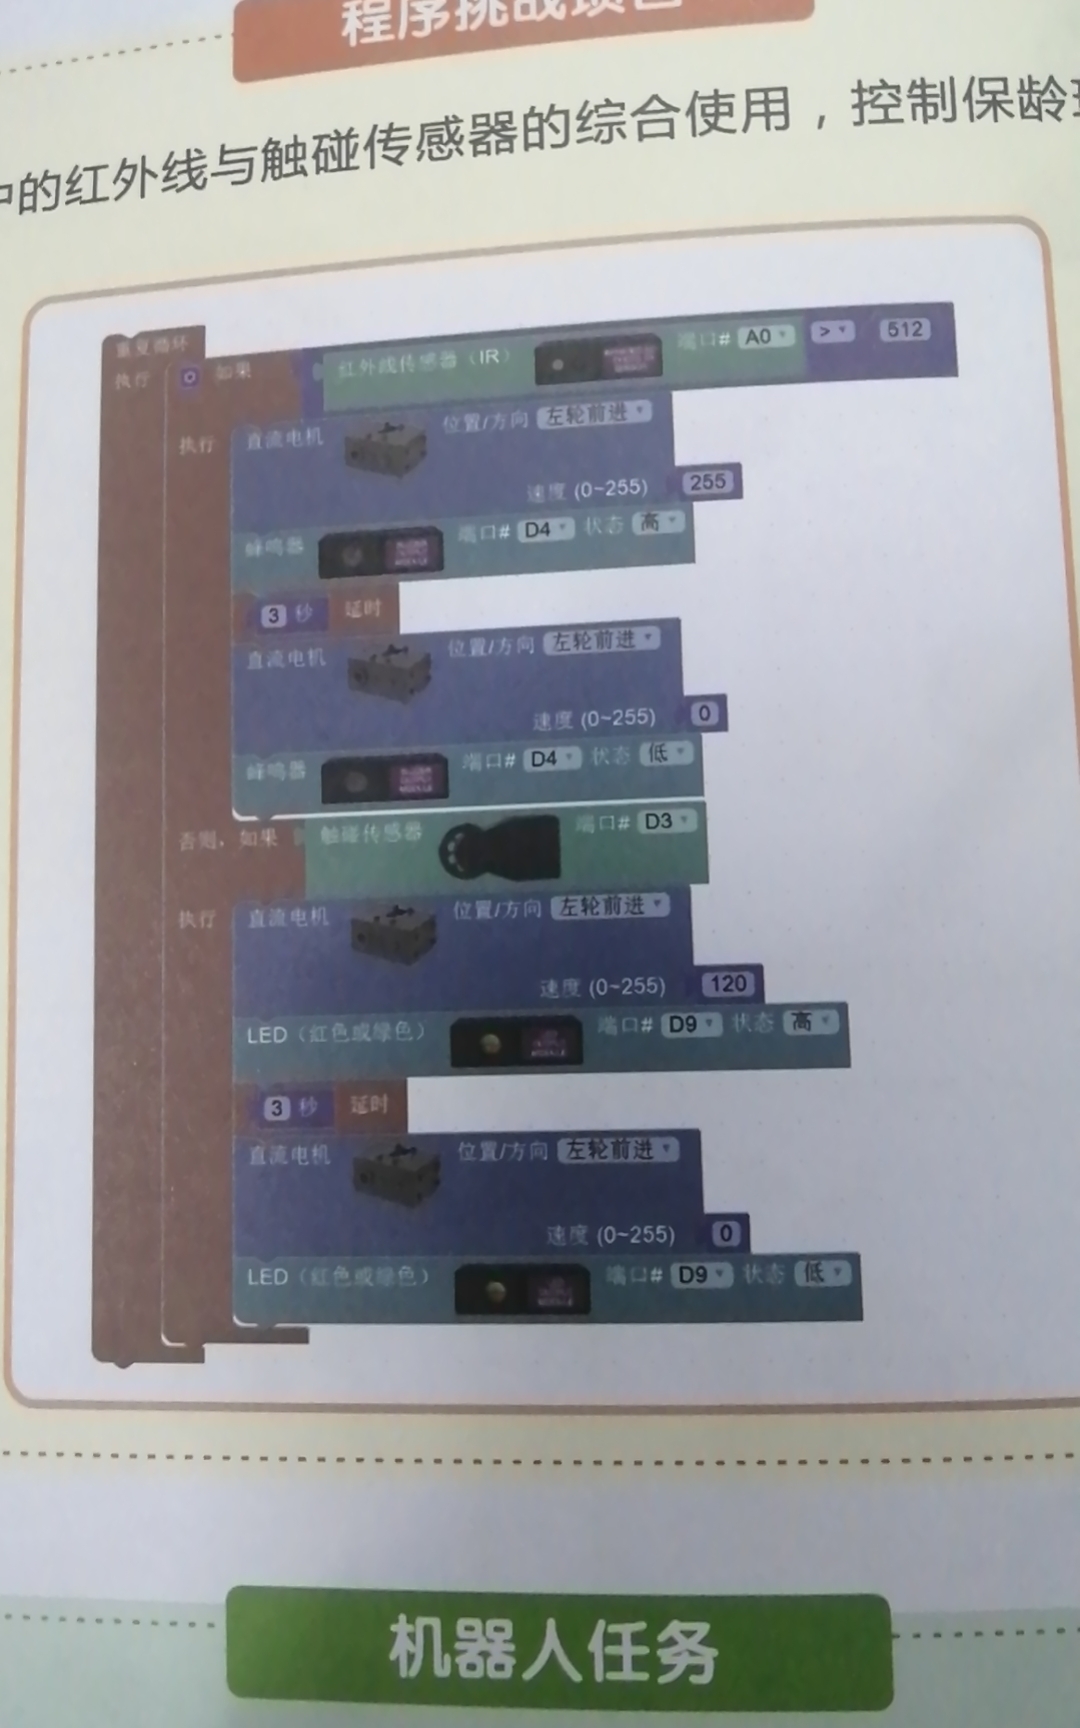 程序挑战项目
中的红外线与触碰传感器的综合使用，控制保龄球
重复循环
执行 如果 红外线传感器（IR） 端口# A0 > 512
执行 直流电机 位置/方向 左轮前进
速度 (0~255) 255
蜂鸣器 端口# D4 状态 高
3 秒 延时
直流电机 位置/方向 左轮前进
速度 (0~255) 0
蜂鸣器 端口# D4 状态 低
否则，如果 触碰传感器 端口# D3
执行 直流电机 位置/方向 左轮前进
速度 (0~255) 120
LED（红色或绿色） 端口# D9 状态 高
3 秒 延时
直流电机 位置/方向 左轮前进
速度 (0~255) 0
LED（红色或绿色） 端口# D9 状态 低
机器人任务